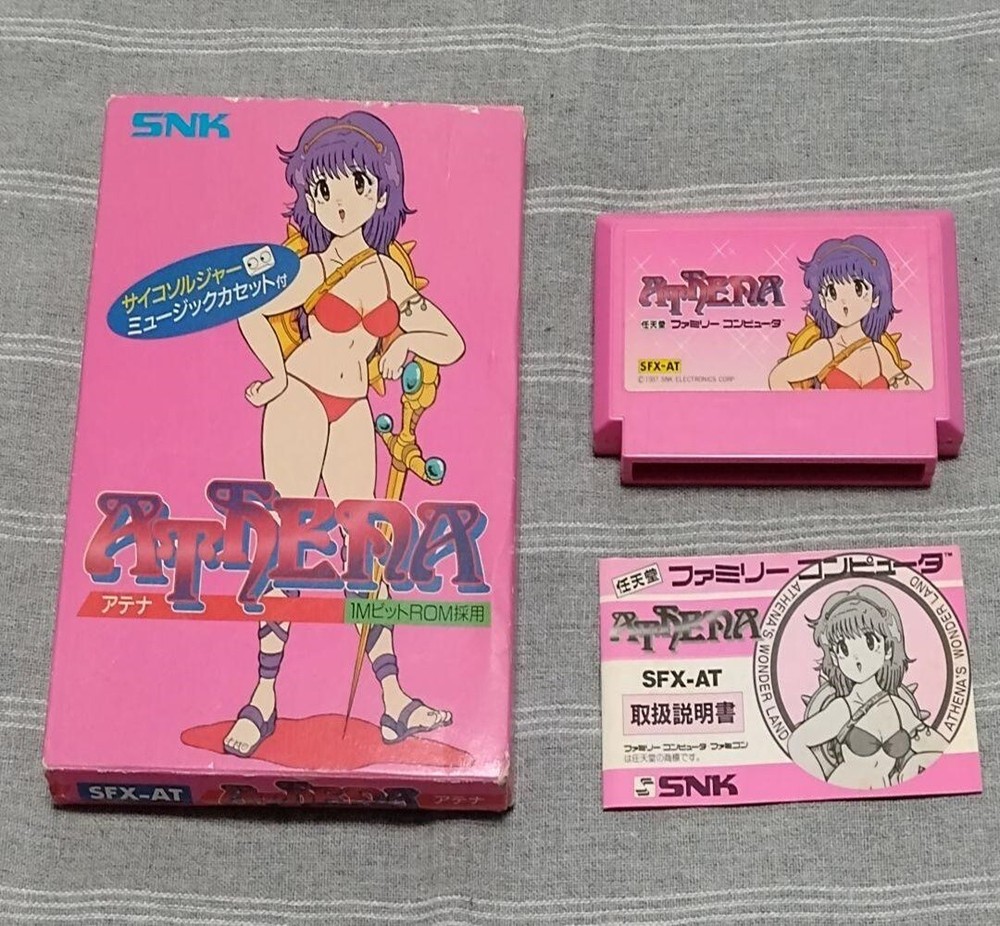 SNK
サイコソルジャー
ミュージックカセット付
ATHENA
アテナ
1MビットROM採用
SFX-AT
ATHENA
アテナ
ATHENA
任天堂 ファミリー コンピュータ
SFX-AT
©1987 SNK ELECTRONICS CORP.
任天堂 ファミリー コンピュータ™
ATHENA
ATHENA'S WONDER LAND
ATHENA'S WONDER LAND
SFX-AT
取扱説明書
ファミリー コンピュータ ファミコン
は任天堂の商標です。
SNK